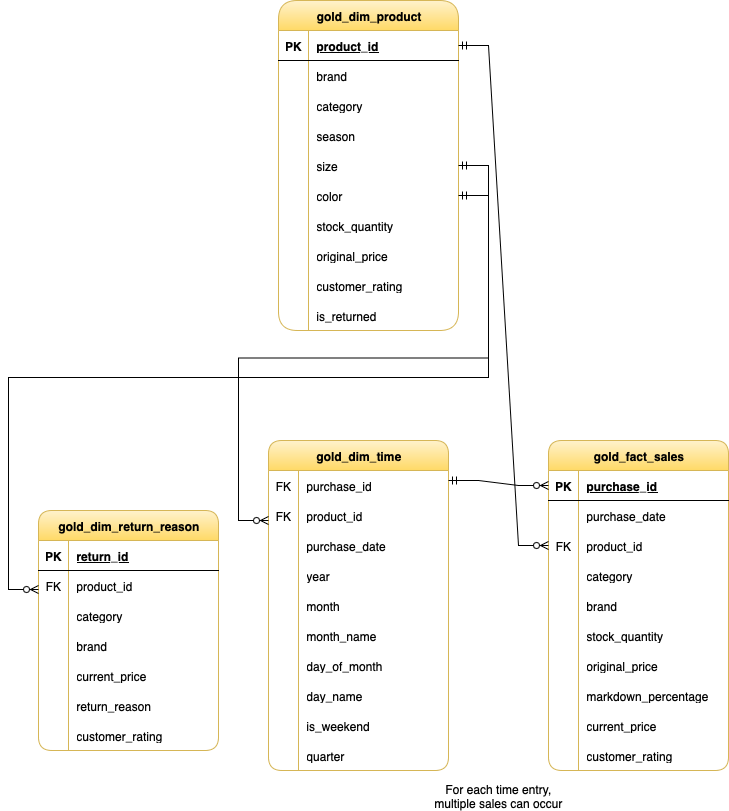 gold_dim_product
PK product_id
brand
category
season
size
color
stock_quantity
original_price
customer_rating
is_returned
gold_dim_return_reason
PK return_id
FK product_id
category
brand
current_price
return_reason
customer_rating
gold_dim_time
FK purchase_id
FK product_id
purchase_date
year
month
month_name
day_of_month
day_name
is_weekend
quarter
gold_fact_sales
PK purchase_id
purchase_date
FK product_id
category
brand
stock_quantity
original_price
markdown_percentage
current_price
customer_rating
For each time entry,
multiple sales can occur